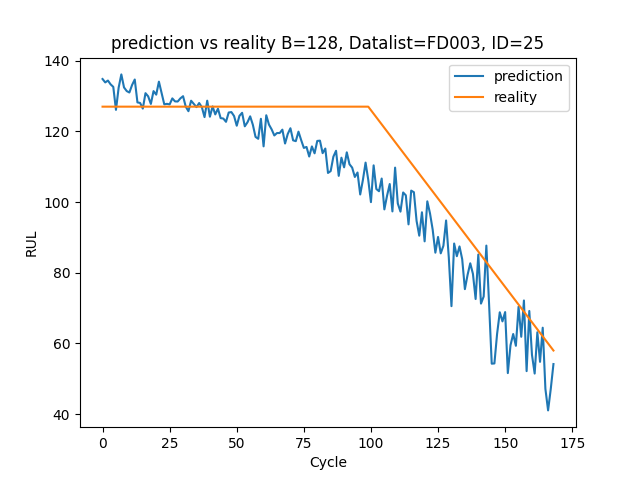 prediction vs reality B=128, Datalist=FD003, ID=25
prediction
reality
140
120
100
80
60
40
RUL
0 25 50 75 100 125 150 175
Cycle